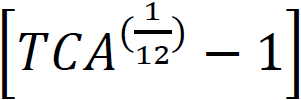 [TCA^(1/12) − 1]